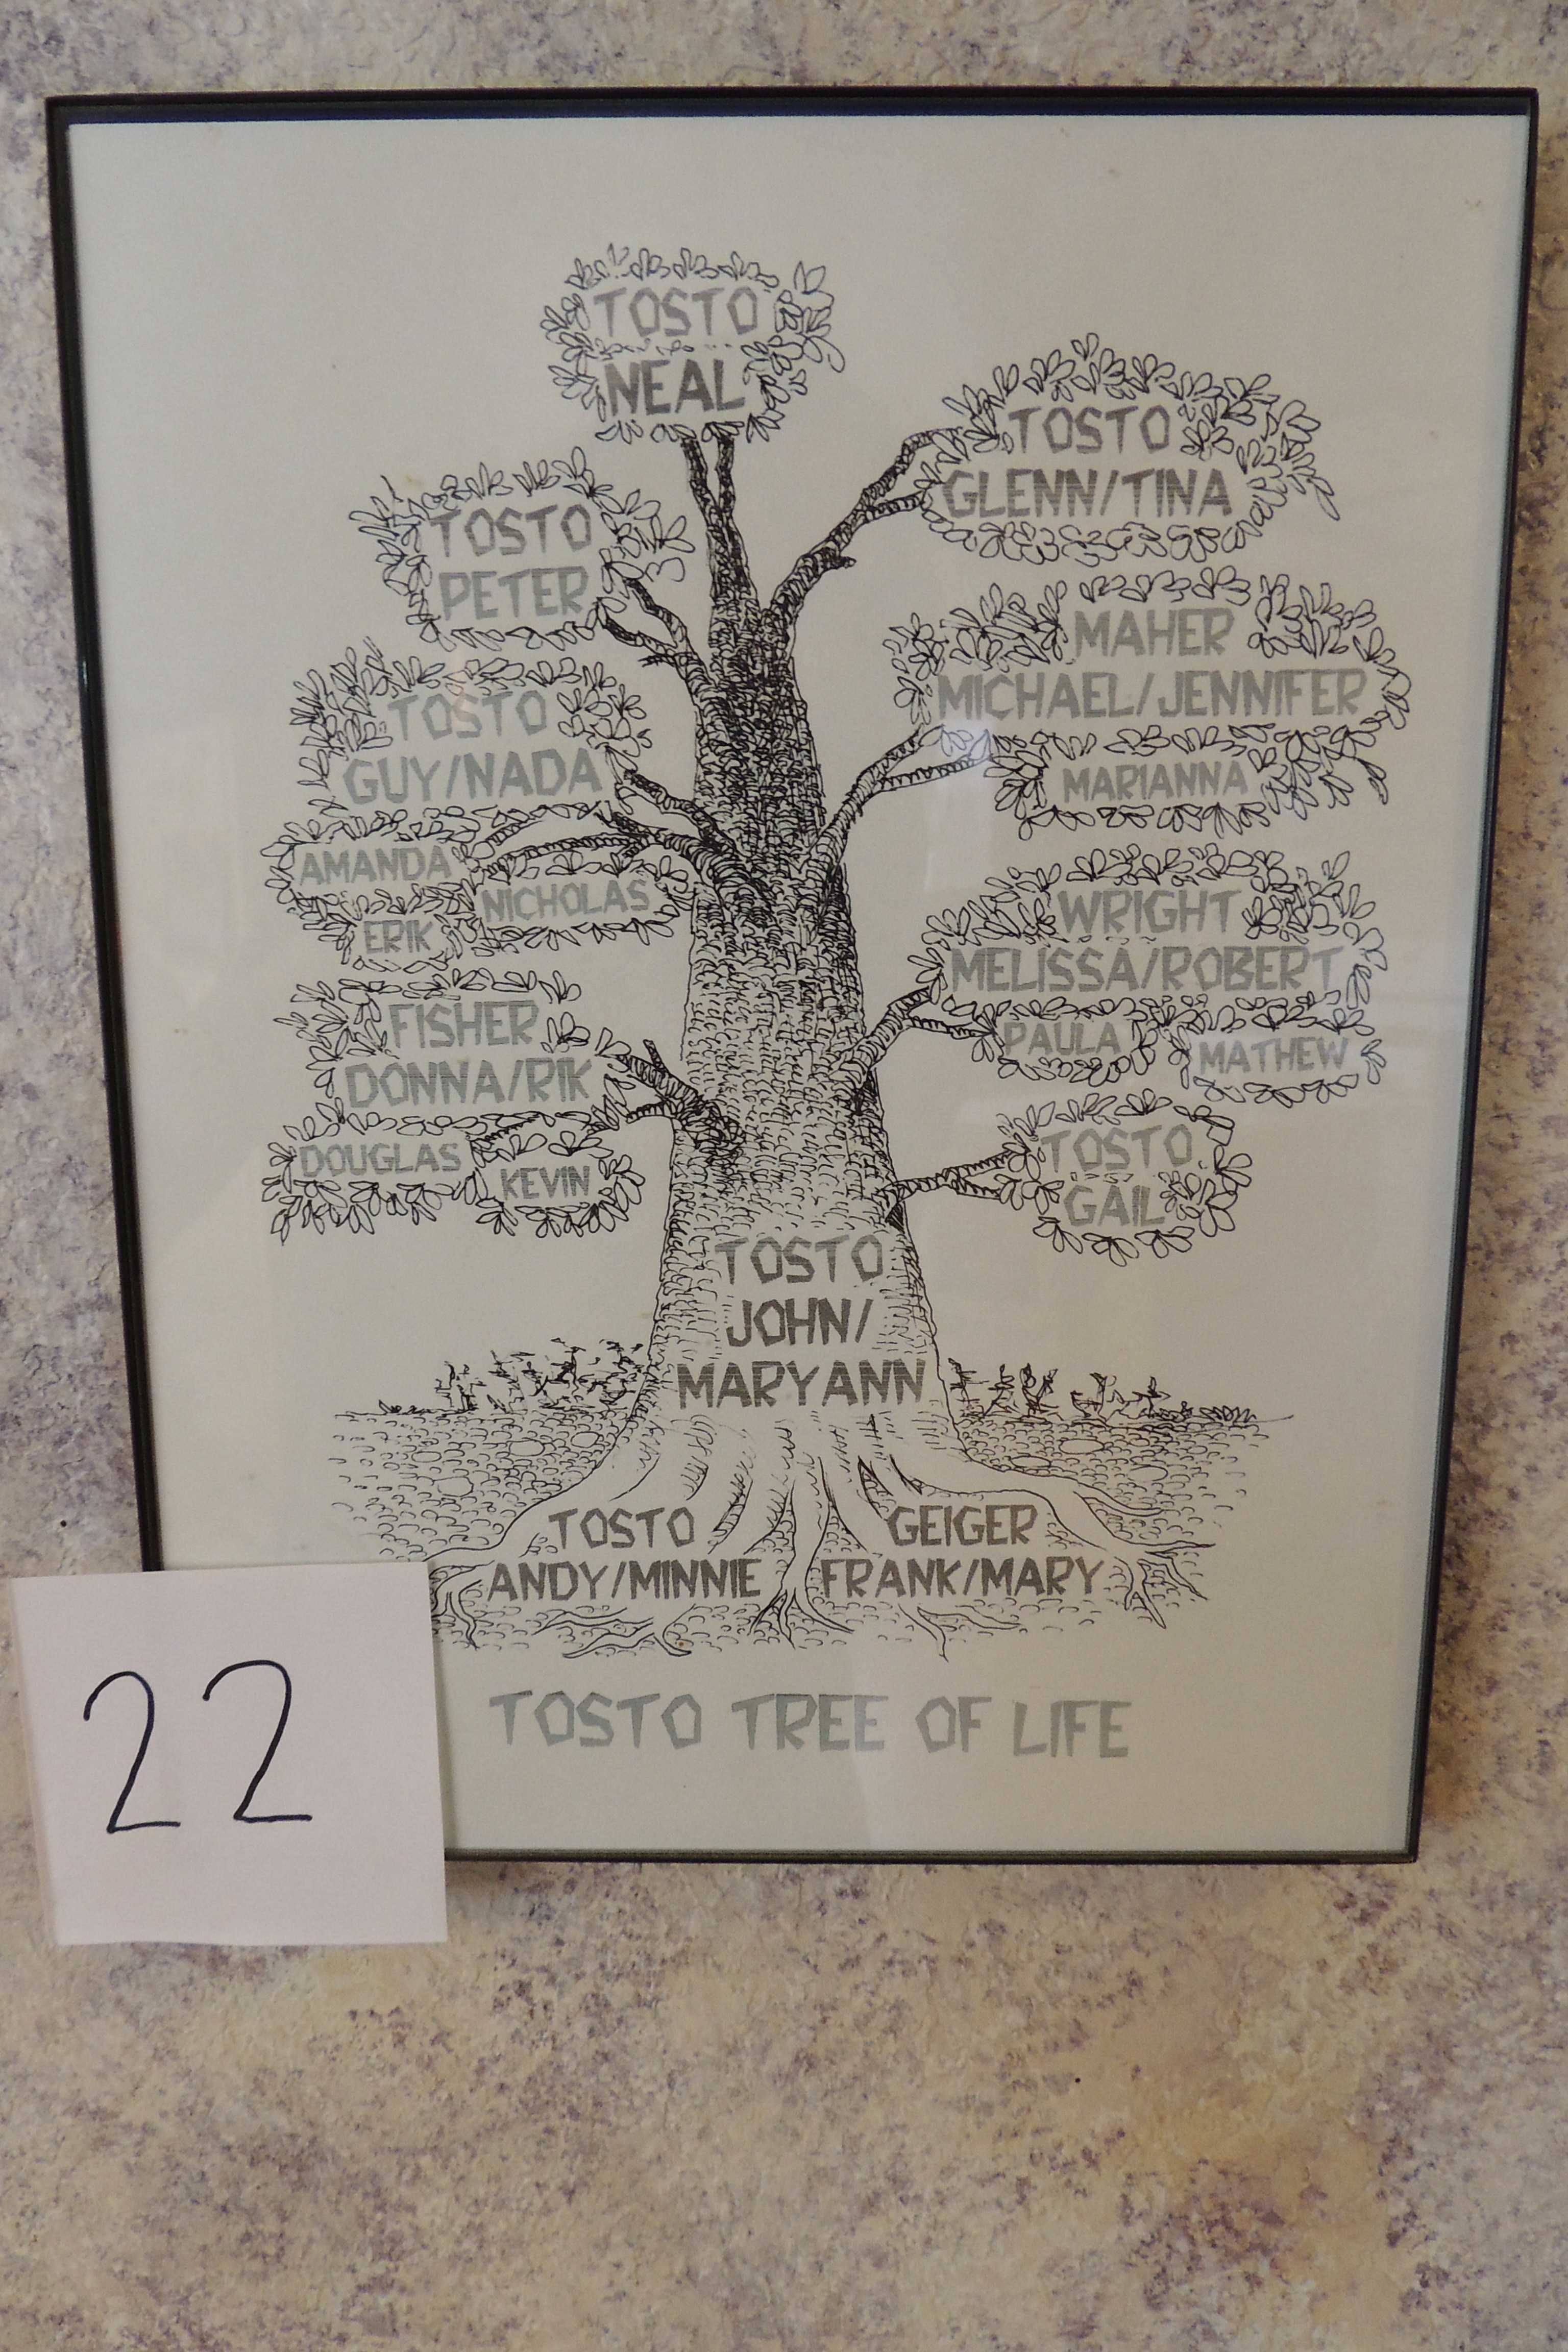 TOSTO
NEAL
TOSTO
GLENN/TINA
TOSTO
PETER
MAHER
MICHAEL/JENNIFER
MARIANNA
TOSTO
GUY/NADA
AMANDA
NICHOLAS
ERIK
WRIGHT
MELISSA/ROBERT
PAULA
MATHEW
FISHER
DONNA/RIK
DOUGLAS
KEVIN
TOSTO
GAIL
TOSTO
JOHN/
MARYANN
TOSTO
ANDY/MINNIE
GEIGER
FRANK/MARY
TOSTO TREE OF LIFE
22